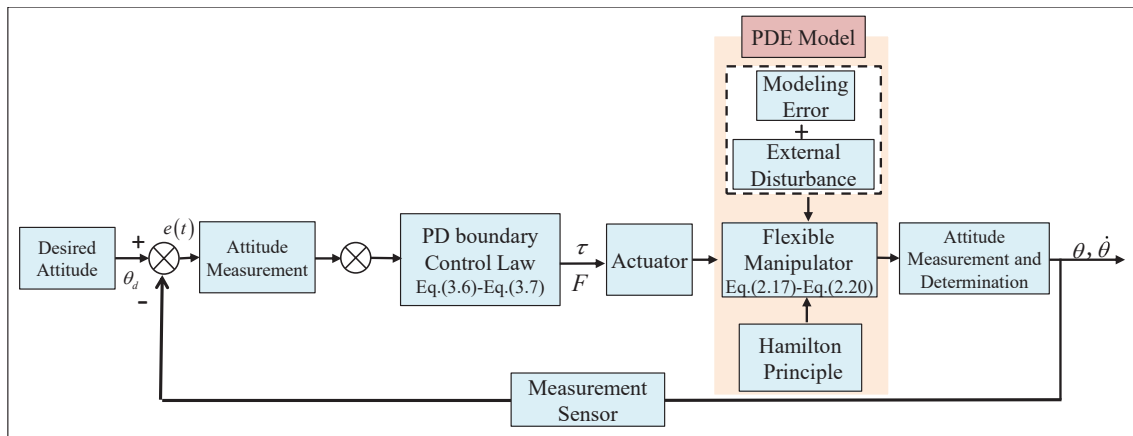 PDE Model
Modeling
Error
+
External
Disturbance
Desired
Attitude
+
θd
−
e(t)
Attitude
Measurement
PD boundary
Control Law
Eq.(3.6)-Eq.(3.7)
τ
F
Actuator
Flexible
Manipulator
Eq.(2.17)-Eq.(2.20)
Attitude
Measurement and
Determination
θ, θ̇
Hamilton
Principle
Measurement
Sensor